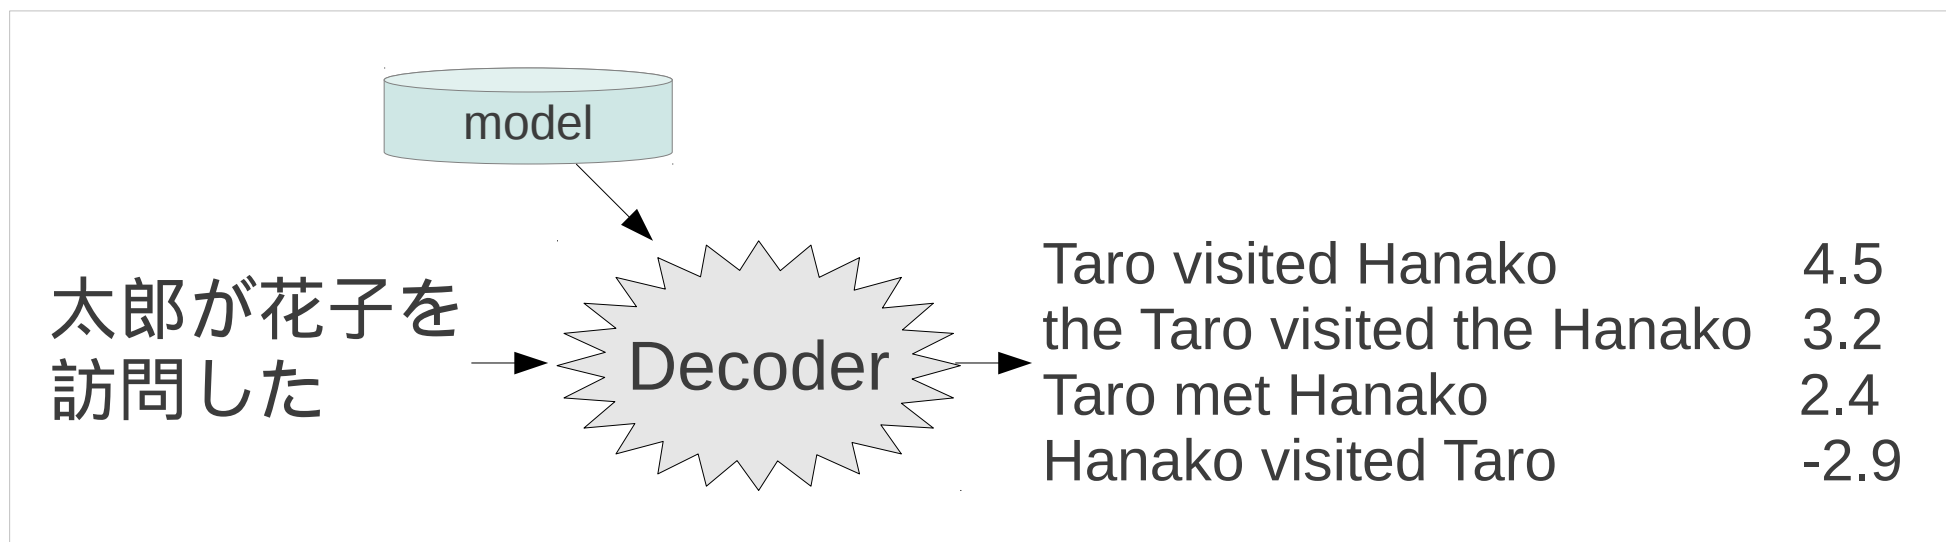 model
太郎が花子を
訪問した
Decoder
Taro visited Hanako 4.5
the Taro visited the Hanako 3.2
Taro met Hanako 2.4
Hanako visited Taro -2.9